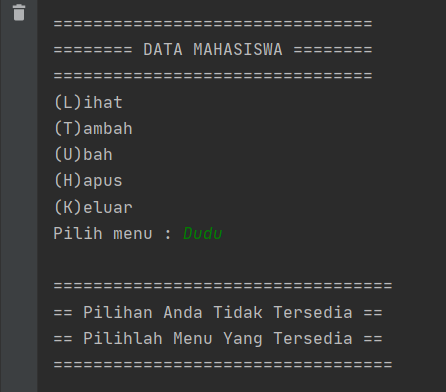 ================================
======== DATA MAHASISWA ========
================================
(L)ihat
(T)ambah
(U)bah
(H)apus
(K)eluar
Pilih menu : Dudu
==================================
== Pilihan Anda Tidak Tersedia ==
== Pilihlah Menu Yang Tersedia ==
==================================